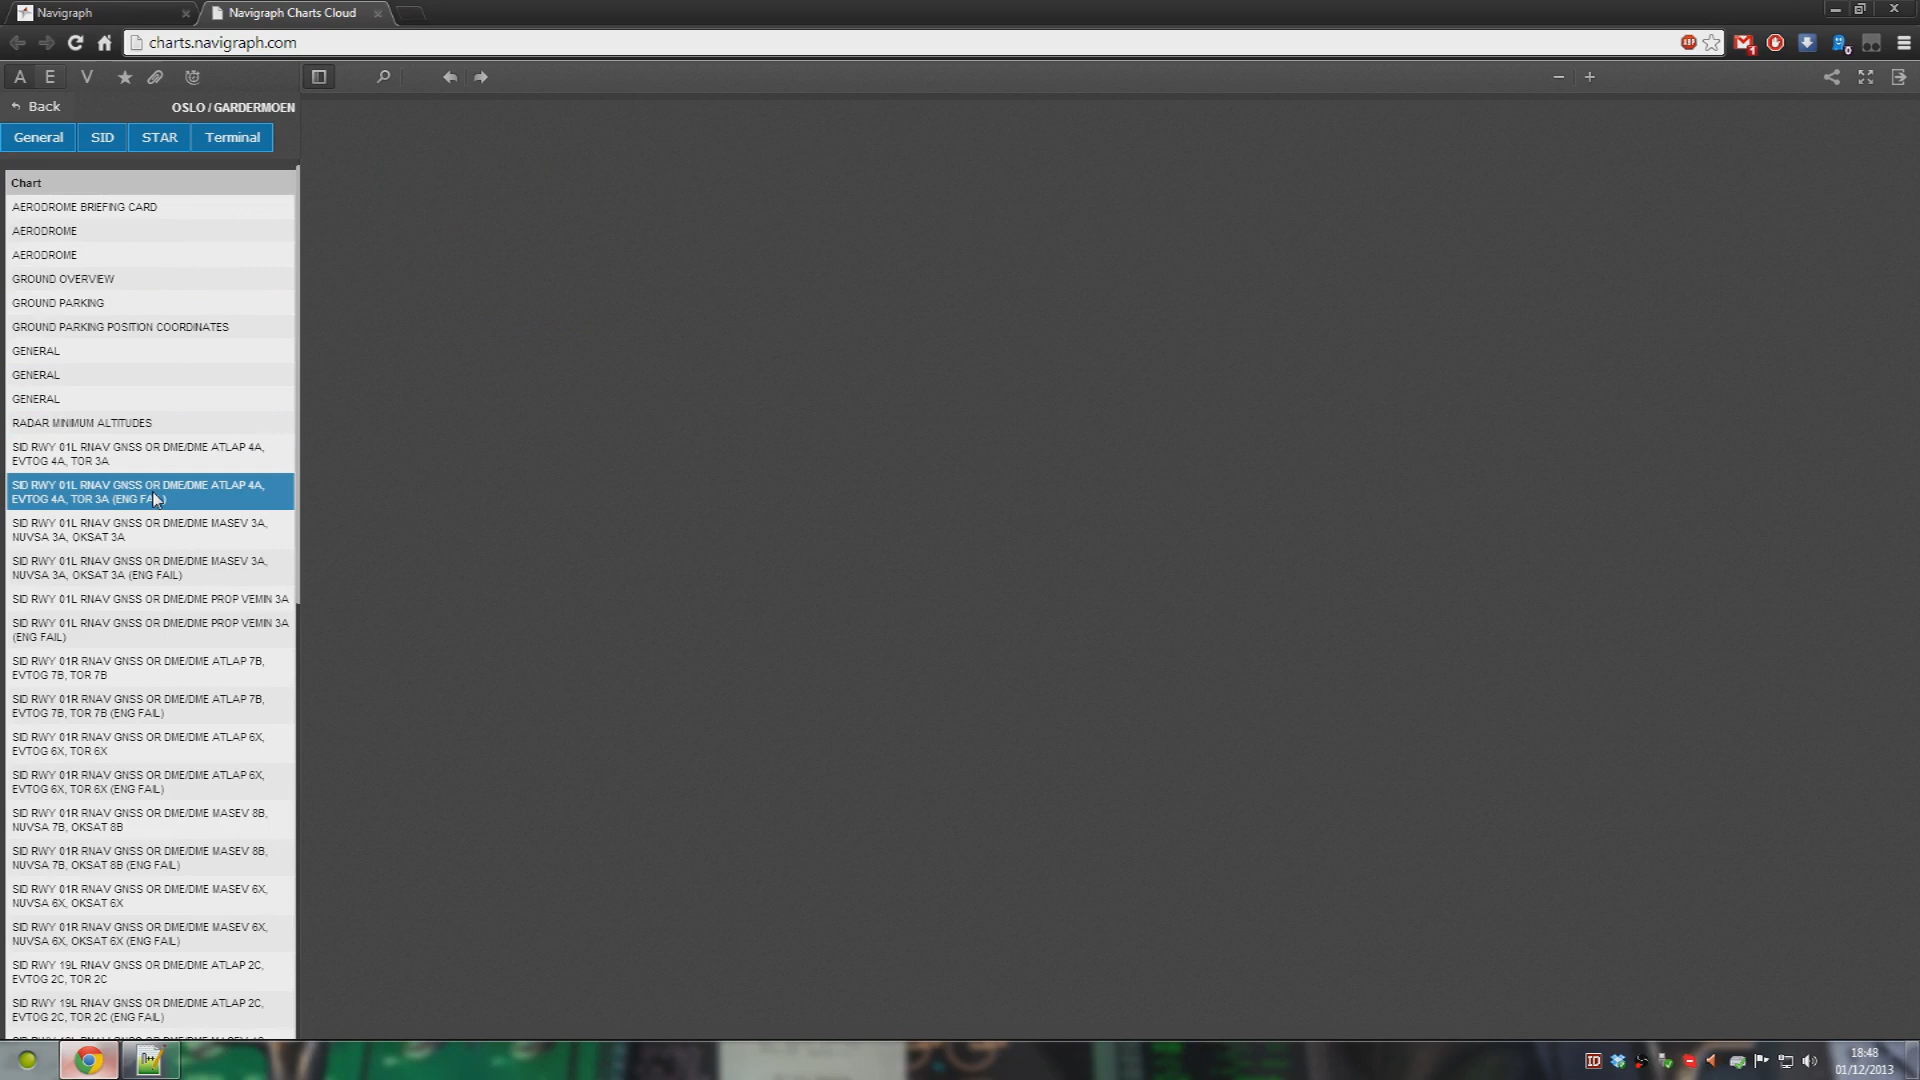 Navigraph
Navigraph Charts Cloud
charts.navigraph.com
A E V
Back
OSLO / GARDERMOEN
General SID STAR Terminal
Chart
AERODROME BRIEFING CARD
AERODROME
AERODROME
GROUND OVERVIEW
GROUND PARKING
GROUND PARKING POSITION COORDINATES
GENERAL
GENERAL
GENERAL
RADAR MINIMUM ALTITUDES
SID RWY 01L RNAV GNSS OR DME/DME ATLAP 4A,
EVTOG 4A, TOR 3A
SID RWY 01L RNAV GNSS OR DME/DME ATLAP 4A,
EVTOG 4A, TOR 3A (ENG FAIL)
SID RWY 01L RNAV GNSS OR DME/DME MASEV 3A,
NUVSA 3A, OKSAT 3A
SID RWY 01L RNAV GNSS OR DME/DME MASEV 3A,
NUVSA 3A, OKSAT 3A (ENG FAIL)
SID RWY 01L RNAV GNSS OR DME/DME PROP VEMIN 3A
SID RWY 01L RNAV GNSS OR DME/DME PROP VEMIN 3A
(ENG FAIL)
SID RWY 01R RNAV GNSS OR DME/DME ATLAP 7B,
EVTOG 7B, TOR 7B
SID RWY 01R RNAV GNSS OR DME/DME ATLAP 7B,
EVTOG 7B, TOR 7B (ENG FAIL)
SID RWY 01R RNAV GNSS OR DME/DME ATLAP 6X,
EVTOG 6X, TOR 6X
SID RWY 01R RNAV GNSS OR DME/DME ATLAP 6X,
EVTOG 6X, TOR 6X (ENG FAIL)
SID RWY 01R RNAV GNSS OR DME/DME MASEV 8B,
NUVSA 7B, OKSAT 8B
SID RWY 01R RNAV GNSS OR DME/DME MASEV 8B,
NUVSA 7B, OKSAT 8B (ENG FAIL)
SID RWY 01R RNAV GNSS OR DME/DME MASEV 6X,
NUVSA 6X, OKSAT 6X
SID RWY 01R RNAV GNSS OR DME/DME MASEV 6X,
NUVSA 6X, OKSAT 6X (ENG FAIL)
SID RWY 19L RNAV GNSS OR DME/DME ATLAP 2C,
EVTOG 2C, TOR 2C
SID RWY 19L RNAV GNSS OR DME/DME ATLAP 2C,
EVTOG 2C, TOR 2C (ENG FAIL)
ID
18:48
01/12/2013